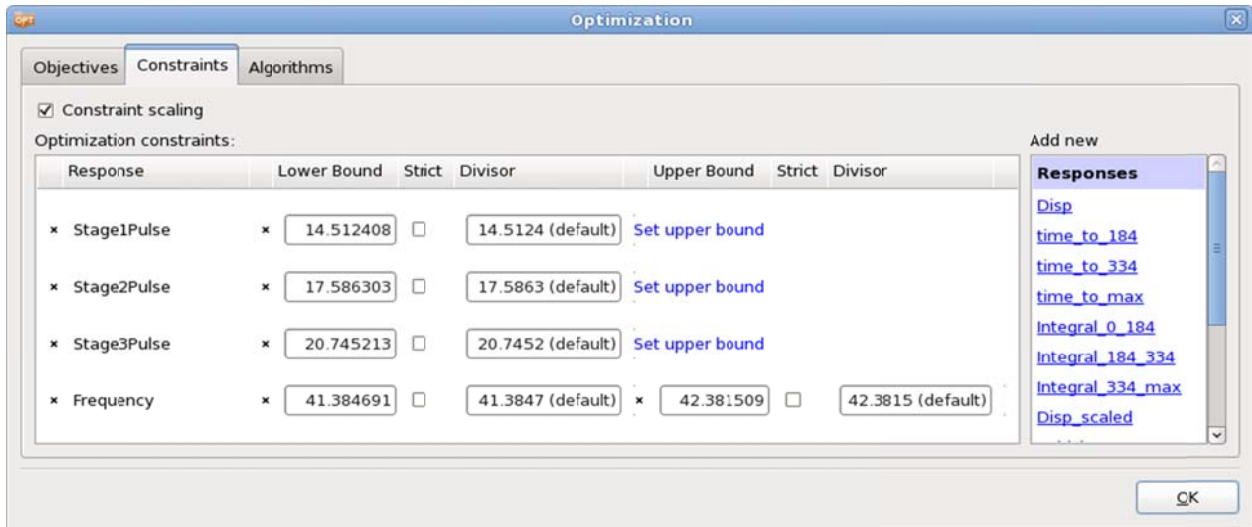 OPT Optimization
Objectives Constraints Algorithms
Constraint scaling
Optimization constraints: Add new
Response Lower Bound Strict Divisor Upper Bound Strict Divisor Responses
Disp
Stage1Pulse 14.512408 14.5124 (default) Set upper bound
time_to_184
time_to_334
Stage2Pulse 17.586303 17.5863 (default) Set upper bound
time_to_max
Integral_0_184
Stage3Pulse 20.745213 20.7452 (default) Set upper bound
Integral_184_334
Integral_334_max
Frequency 41.384691 41.3847 (default) 42.381509 42.3815 (default)
Disp_scaled
OK